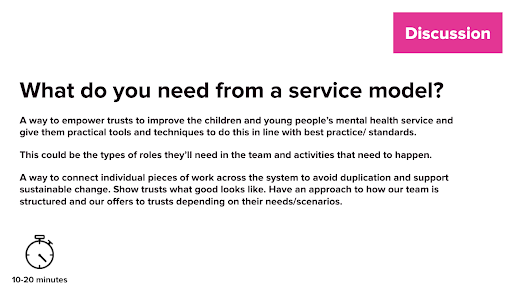 Discussion
What do you need from a service model?
A way to empower trusts to improve the children and young people's mental health service and
give them practical tools and techniques to do this in line with best practice/ standards.
This could be the types of roles they'll need in the team and activities that need to happen.
A way to connect individual pieces of work across the system to avoid duplication and support
sustainable change. Show trusts what good looks like. Have an approach to how our team is
structured and our offers to trusts depending on their needs/scenarios.
10-20 minutes